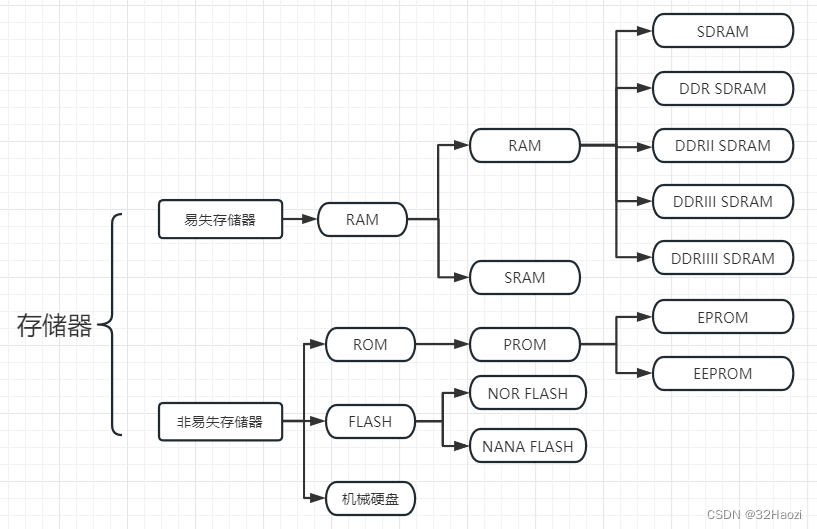 存储器
易失存储器
RAM
RAM
SDRAM
DDR SDRAM
DDRII SDRAM
DDRIII SDRAM
DDRIIII SDRAM
SRAM
非易失存储器
ROM
PROM
EPROM
EEPROM
FLASH
NOR FLASH
NANA FLASH
机械硬盘
CSDN @32Haozi